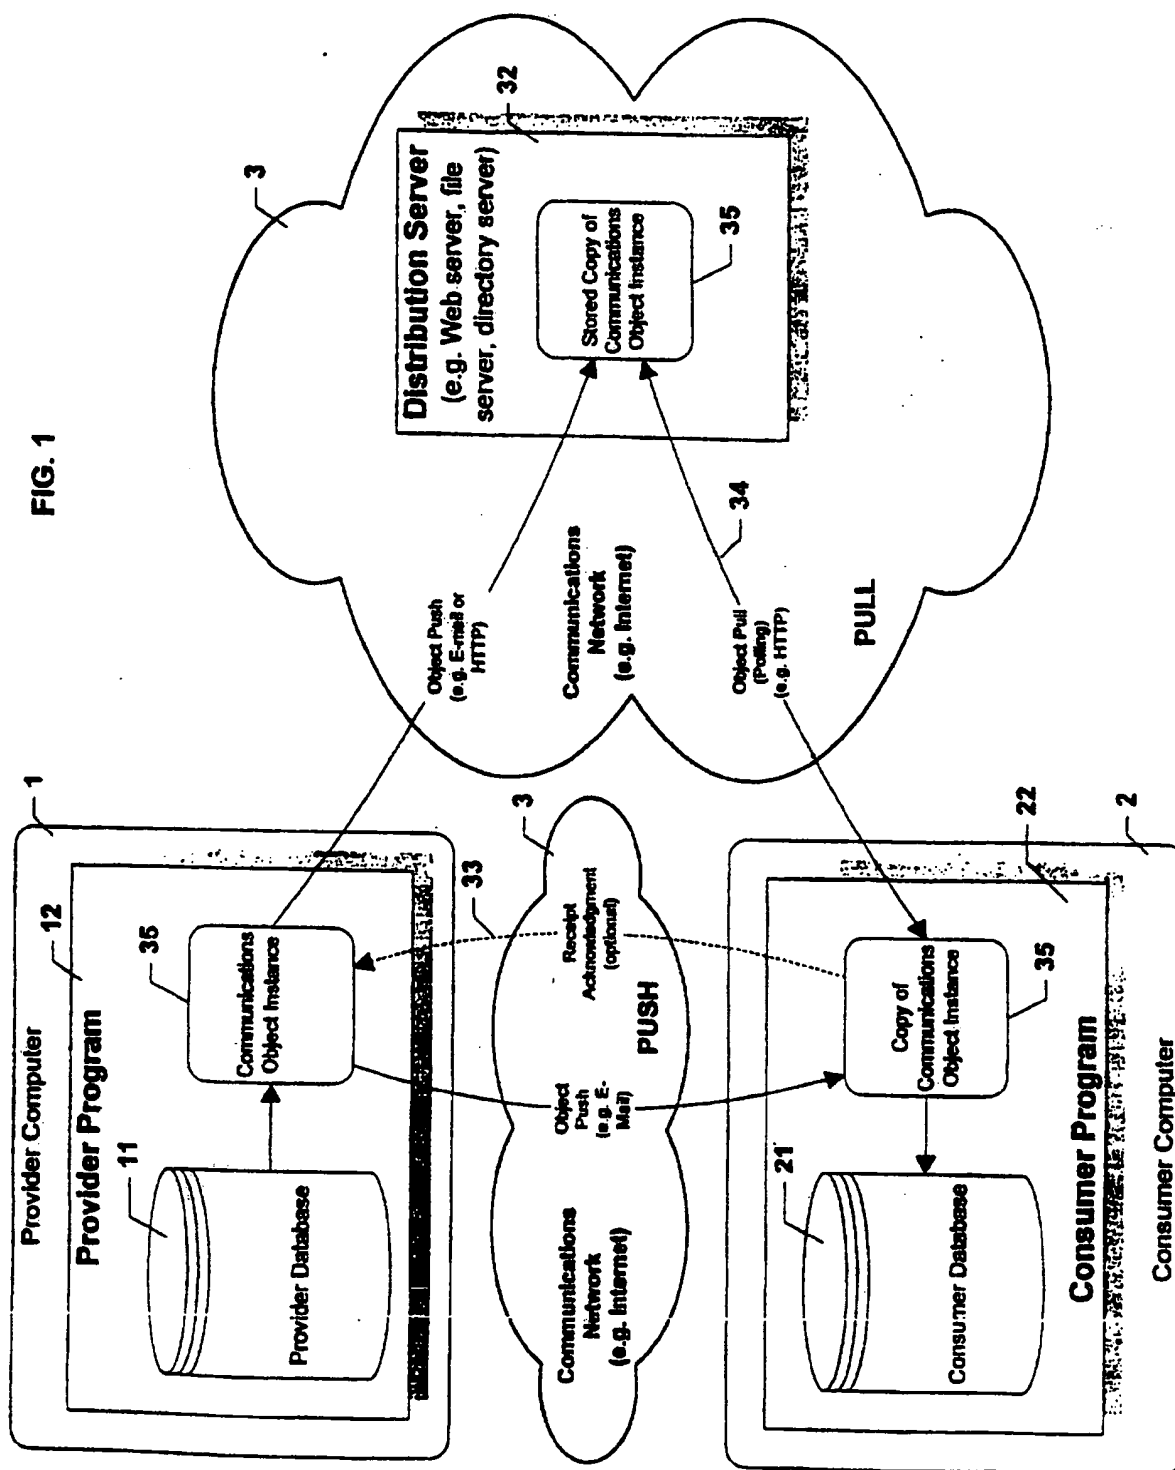 FIG. 1
Provider Computer
1
Provider Program
12
11
Provider Database
35
Communications
Object Instance
Object Push
(e.g. E-mail or
HTTP)
3
Distribution Server
(e.g. Web server, file
server, directory server)
32
Stored Copy of
Communications
Object Instance
35
Communications
Network
(e.g. Internet)
34
Object Pull
(Polling)
(e.g. HTTP)
PULL
Communications
Network
(e.g. Internet)
Object
Push
(e.g. E-
Mail)
PUSH
Receipt
Acknowledgment
(optional)
33
3
21
Consumer Database
Copy of
Communications
Object Instance
35
22
Consumer Program
2
Consumer Computer